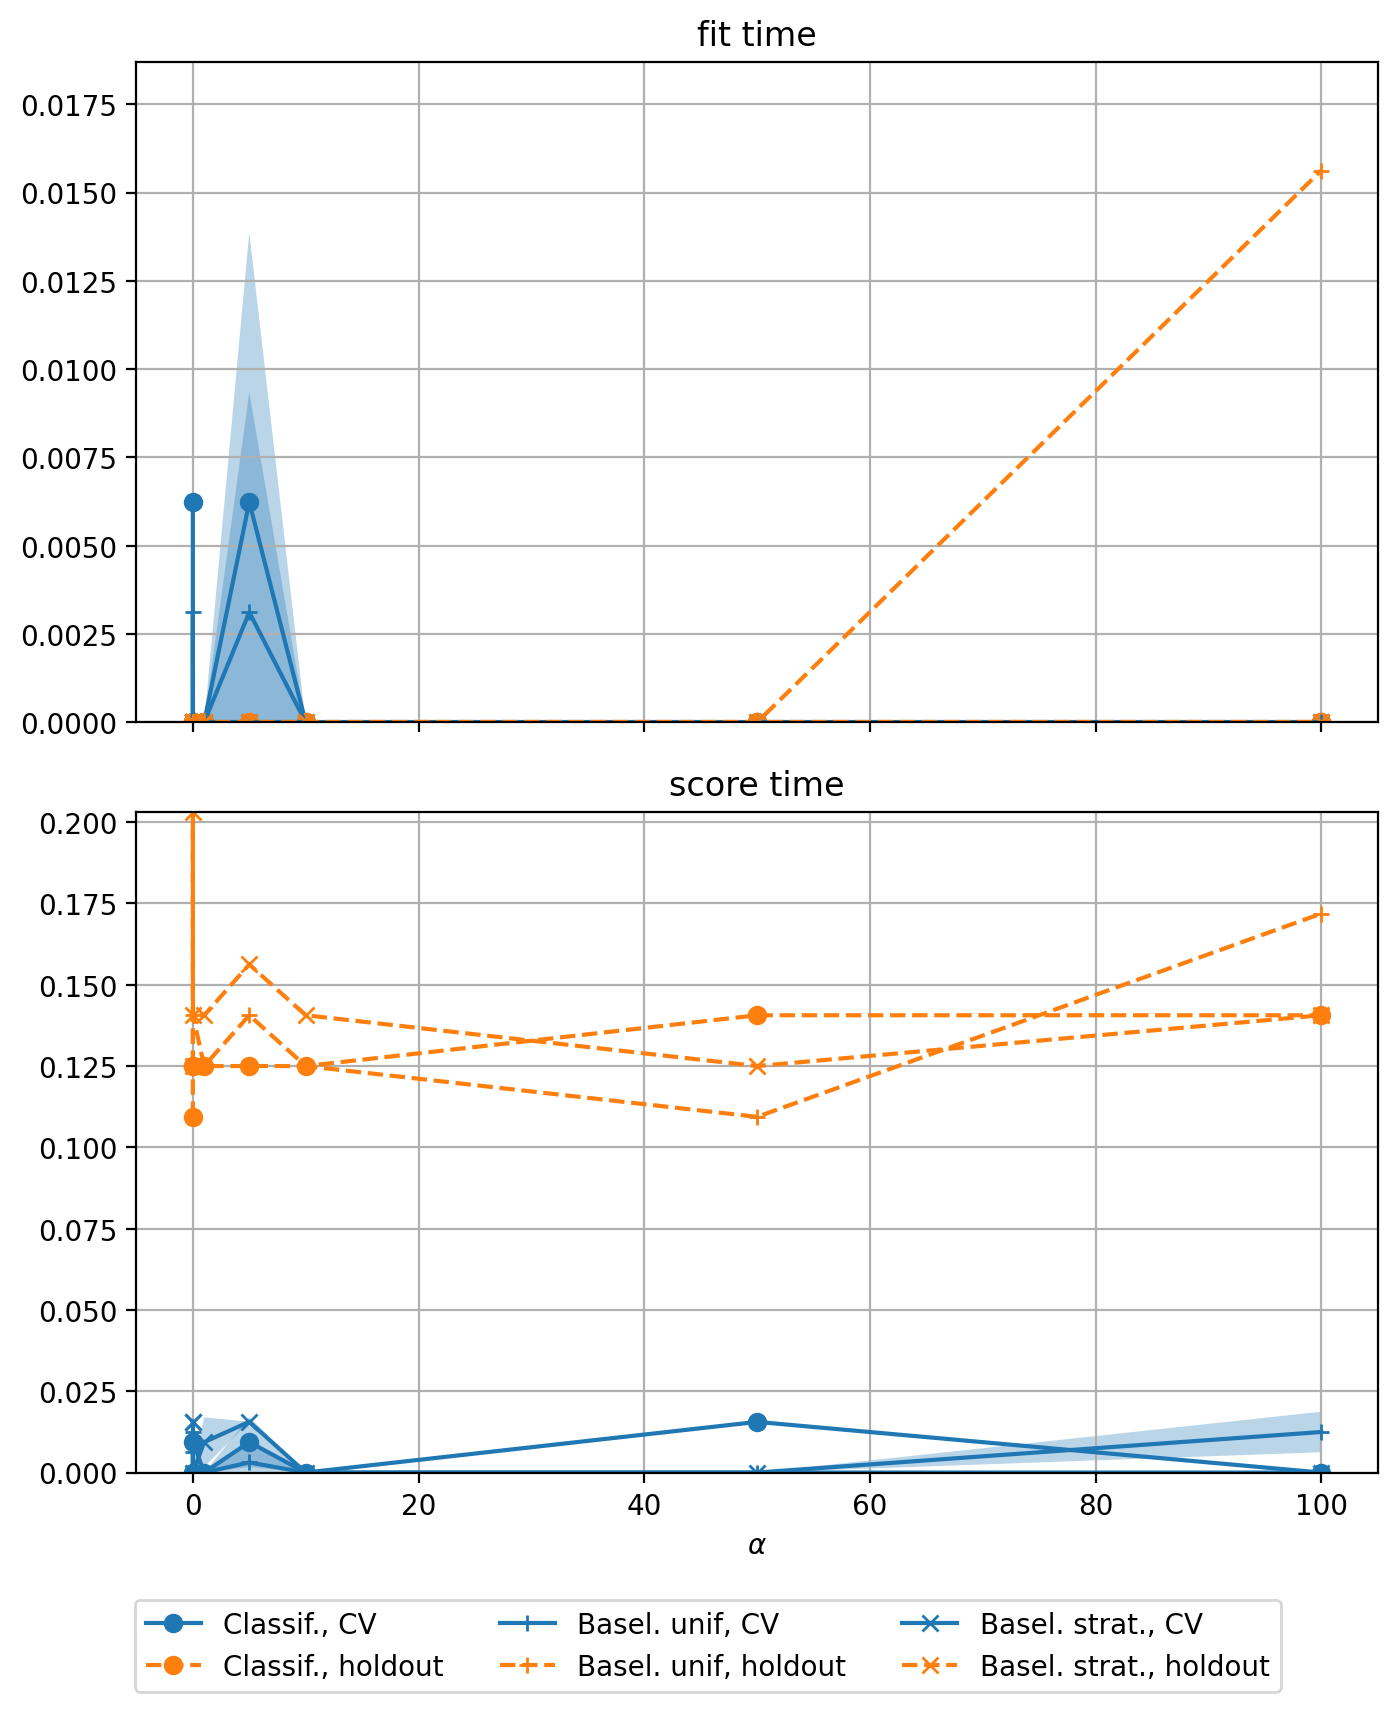 fit time
0.0175
0.0150
0.0125
0.0100
0.0075
0.0050
0.0025
0.0000
score time
0.200
0.175
0.150
0.125
0.100
0.075
0.050
0.025
0.000
0 20 40 60 80 100
α
Classif., CV Basel. unif, CV Basel. strat., CV
Classif., holdout Basel. unif, holdout Basel. strat., holdout